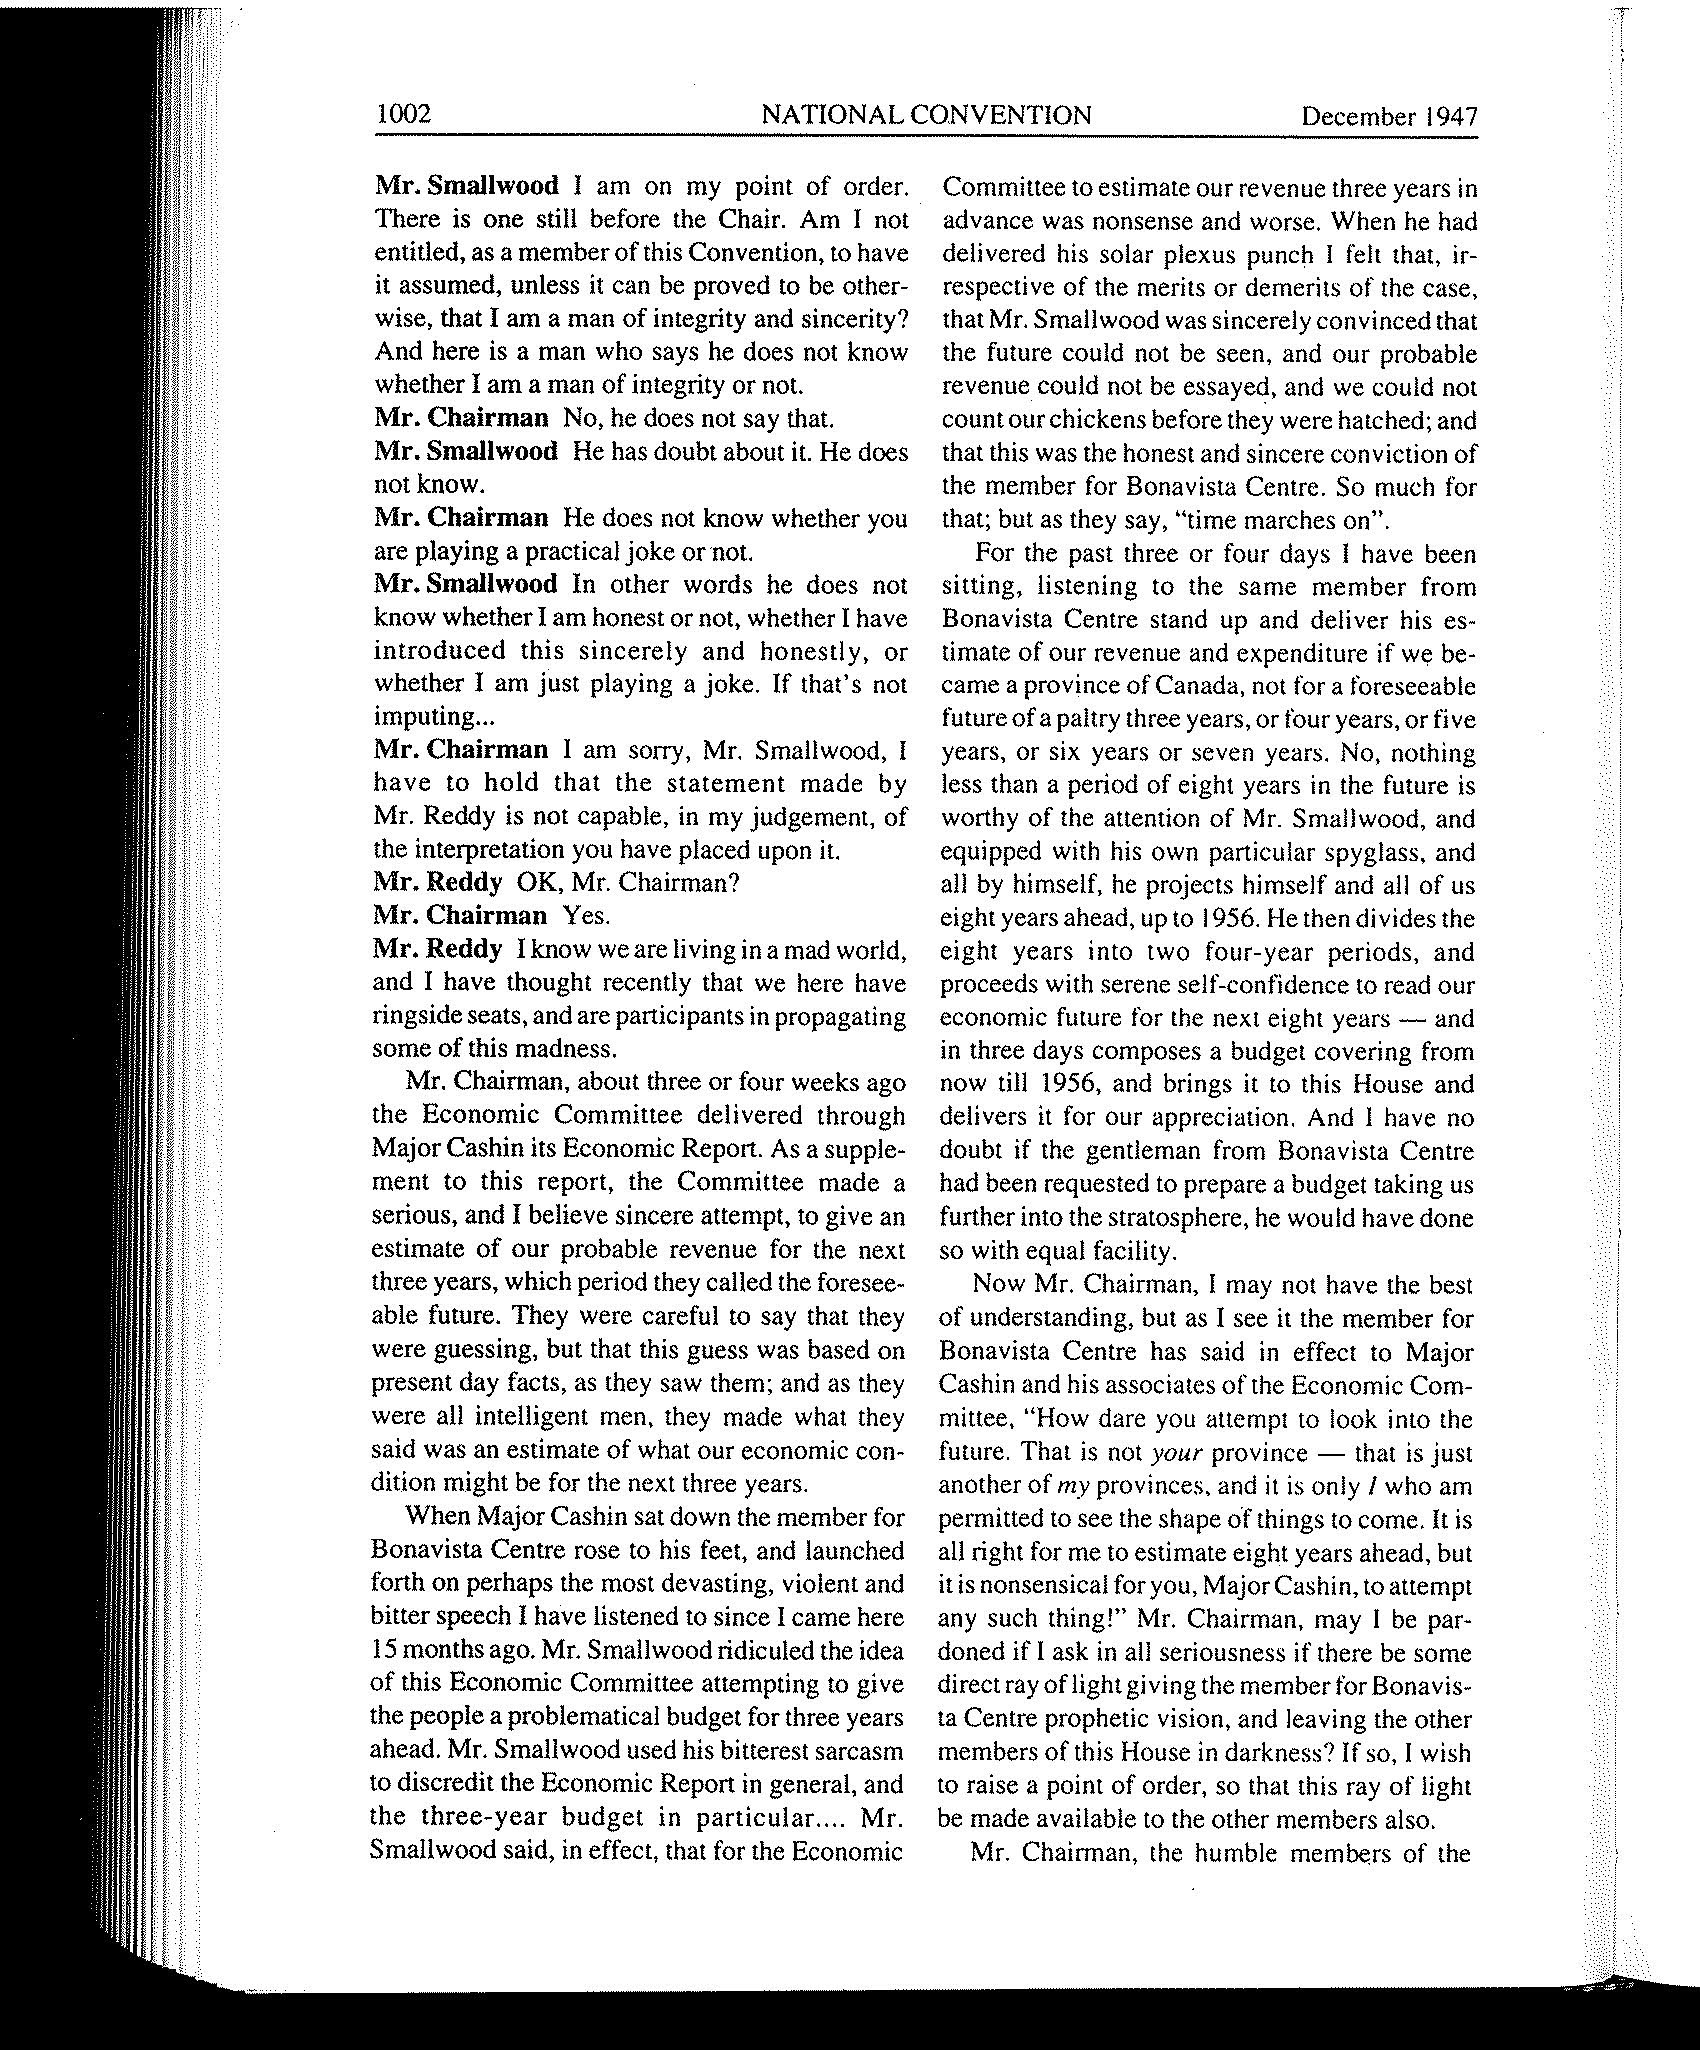 1002 NATIONAL CONVENTION December 1947
Mr. Smallwood I am on my point of order.
There is one still before the Chair. Am I not
entitled, as a member of this Convention, to have
it assumed, unless it can be proved to be other-
wise, that I am a man of integrity and sincerity?
And here is a man who says he does not know
whether I am a man of integrity or not.
Mr. Chairman No, he does not say that.
Mr. Smallwood He has doubt about it. He does
not know.
Mr. Chairman He does not know whether you
are playing a practical joke or not.
Mr. Smallwood In other words he does not
know whether I am honest or not, whether I have
introduced this sincerely and honestly, or
whether I am just playing a joke. If that's not
imputing...
Mr. Chairman I am sorry, Mr. Smallwood, I
have to hold that the statement made by
Mr. Reddy is not capable, in my judgement, of
the interpretation you have placed upon it.
Mr. Reddy OK, Mr. Chairman?
Mr. Chairman Yes.
Mr. Reddy I know we are living in a mad world,
and I have thought recently that we here have
ringside seats, and are participants in propagating
some of this madness.
Mr. Chairman, about three or four weeks ago
the Economic Committee delivered through
Major Cashin its Economic Report. As a supple-
ment to this report, the Committee made a
serious, and I believe sincere attempt, to give an
estimate of our probable revenue for the next
three years, which period they called the foresee-
able future. They were careful to say that they
were guessing, but that this guess was based on
present day facts, as they saw them; and as they
were all intelligent men, they made what they
said was an estimate of what our economic con-
dition might be for the next three years.
When Major Cashin sat down the member for
Bonavista Centre rose to his feet, and launched
forth on perhaps the most devasting, violent and
bitter speech I have listened to since I came here
15 months ago. Mr. Smallwood ridiculed the idea
of this Economic Committee attempting to give
the people a problematical budget for three years
ahead. Mr. Smallwood used his bitterest sarcasm
to discredit the Economic Report in general, and
the three-year budget in particular.... Mr.
Smallwood said, in effect, that for the Economic
Committee to estimate our revenue three years in
advance was nonsense and worse. When he had
delivered his solar plexus punch I felt that, ir-
respective of the merits or demerits of the case,
that Mr. Smallwood was sincerely convinced that
the future could not be seen, and our probable
revenue could not be essayed, and we could not
count our chickens before they were hatched; and
that this was the honest and sincere conviction of
the member for Bonavista Centre. So much for
that; but as they say, “time marches on”.
For the past three or four days I have been
sitting, listening to the same member from
Bonavista Centre stand up and deliver his es-
timate of our revenue and expenditure if we be-
came a province of Canada, not for a foreseeable
future of a paltry three years, or four years, or five
years, or six years or seven years. No, nothing
less than a period of eight years in the future is
worthy of the attention of Mr. Smallwood, and
equipped with his own particular spyglass, and
all by himself, he projects himself and all of us
eight years ahead, up to 1956. He then divides the
eight years into two four-year periods, and
proceeds with serene self-confidence to read our
economic future for the next eight years — and
in three days composes a budget covering from
now till 1956, and brings it to this House and
delivers it for our appreciation. And I have no
doubt if the gentleman from Bonavista Centre
had been requested to prepare a budget taking us
further into the stratosphere, he would have done
so with equal facility.
Now Mr. Chairman, I may not have the best
of understanding, but as I see it the member for
Bonavista Centre has said in effect to Major
Cashin and his associates of the Economic Com-
mittee, “How dare you attempt to look into the
future. That is not your province — that is just
another of my provinces, and it is only I who am
permitted to see the shape of things to come. It is
all right for me to estimate eight years ahead, but
it is nonsensical for you, Major Cashin, to attempt
any such thing!” Mr. Chairman, may I be par-
doned if I ask in all seriousness if there be some
direct ray of light giving the member for Bonavis-
ta Centre prophetic vision, and leaving the other
members of this House in darkness? If so, I wish
to raise a point of order, so that this ray of light
be made available to the other members also.
Mr. Chairman, the humble members of the